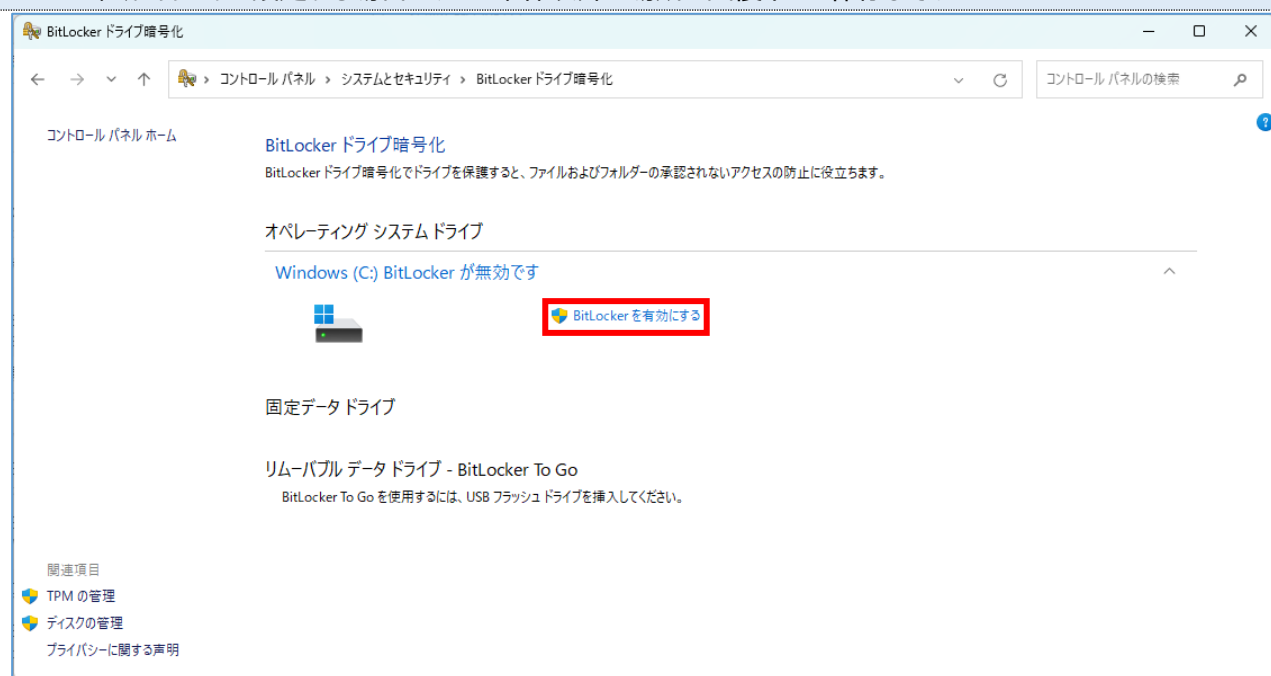 BitLocker ドライブ暗号化
コントロール パネル › システムとセキュリティ › BitLocker ドライブ暗号化
コントロール パネルの検索
コントロール パネル ホーム
BitLocker ドライブ暗号化
BitLocker ドライブ暗号化でドライブを保護すると、ファイルおよびフォルダーの承認されないアクセスの防止に役立ちます。
オペレーティング システム ドライブ
Windows (C:) BitLocker が無効です
BitLocker を有効にする
固定データ ドライブ
リムーバブル データ ドライブ - BitLocker To Go
BitLocker To Go を使用するには、USB フラッシュ ドライブを挿入してください。
関連項目
TPM の管理
ディスクの管理
プライバシーに関する声明